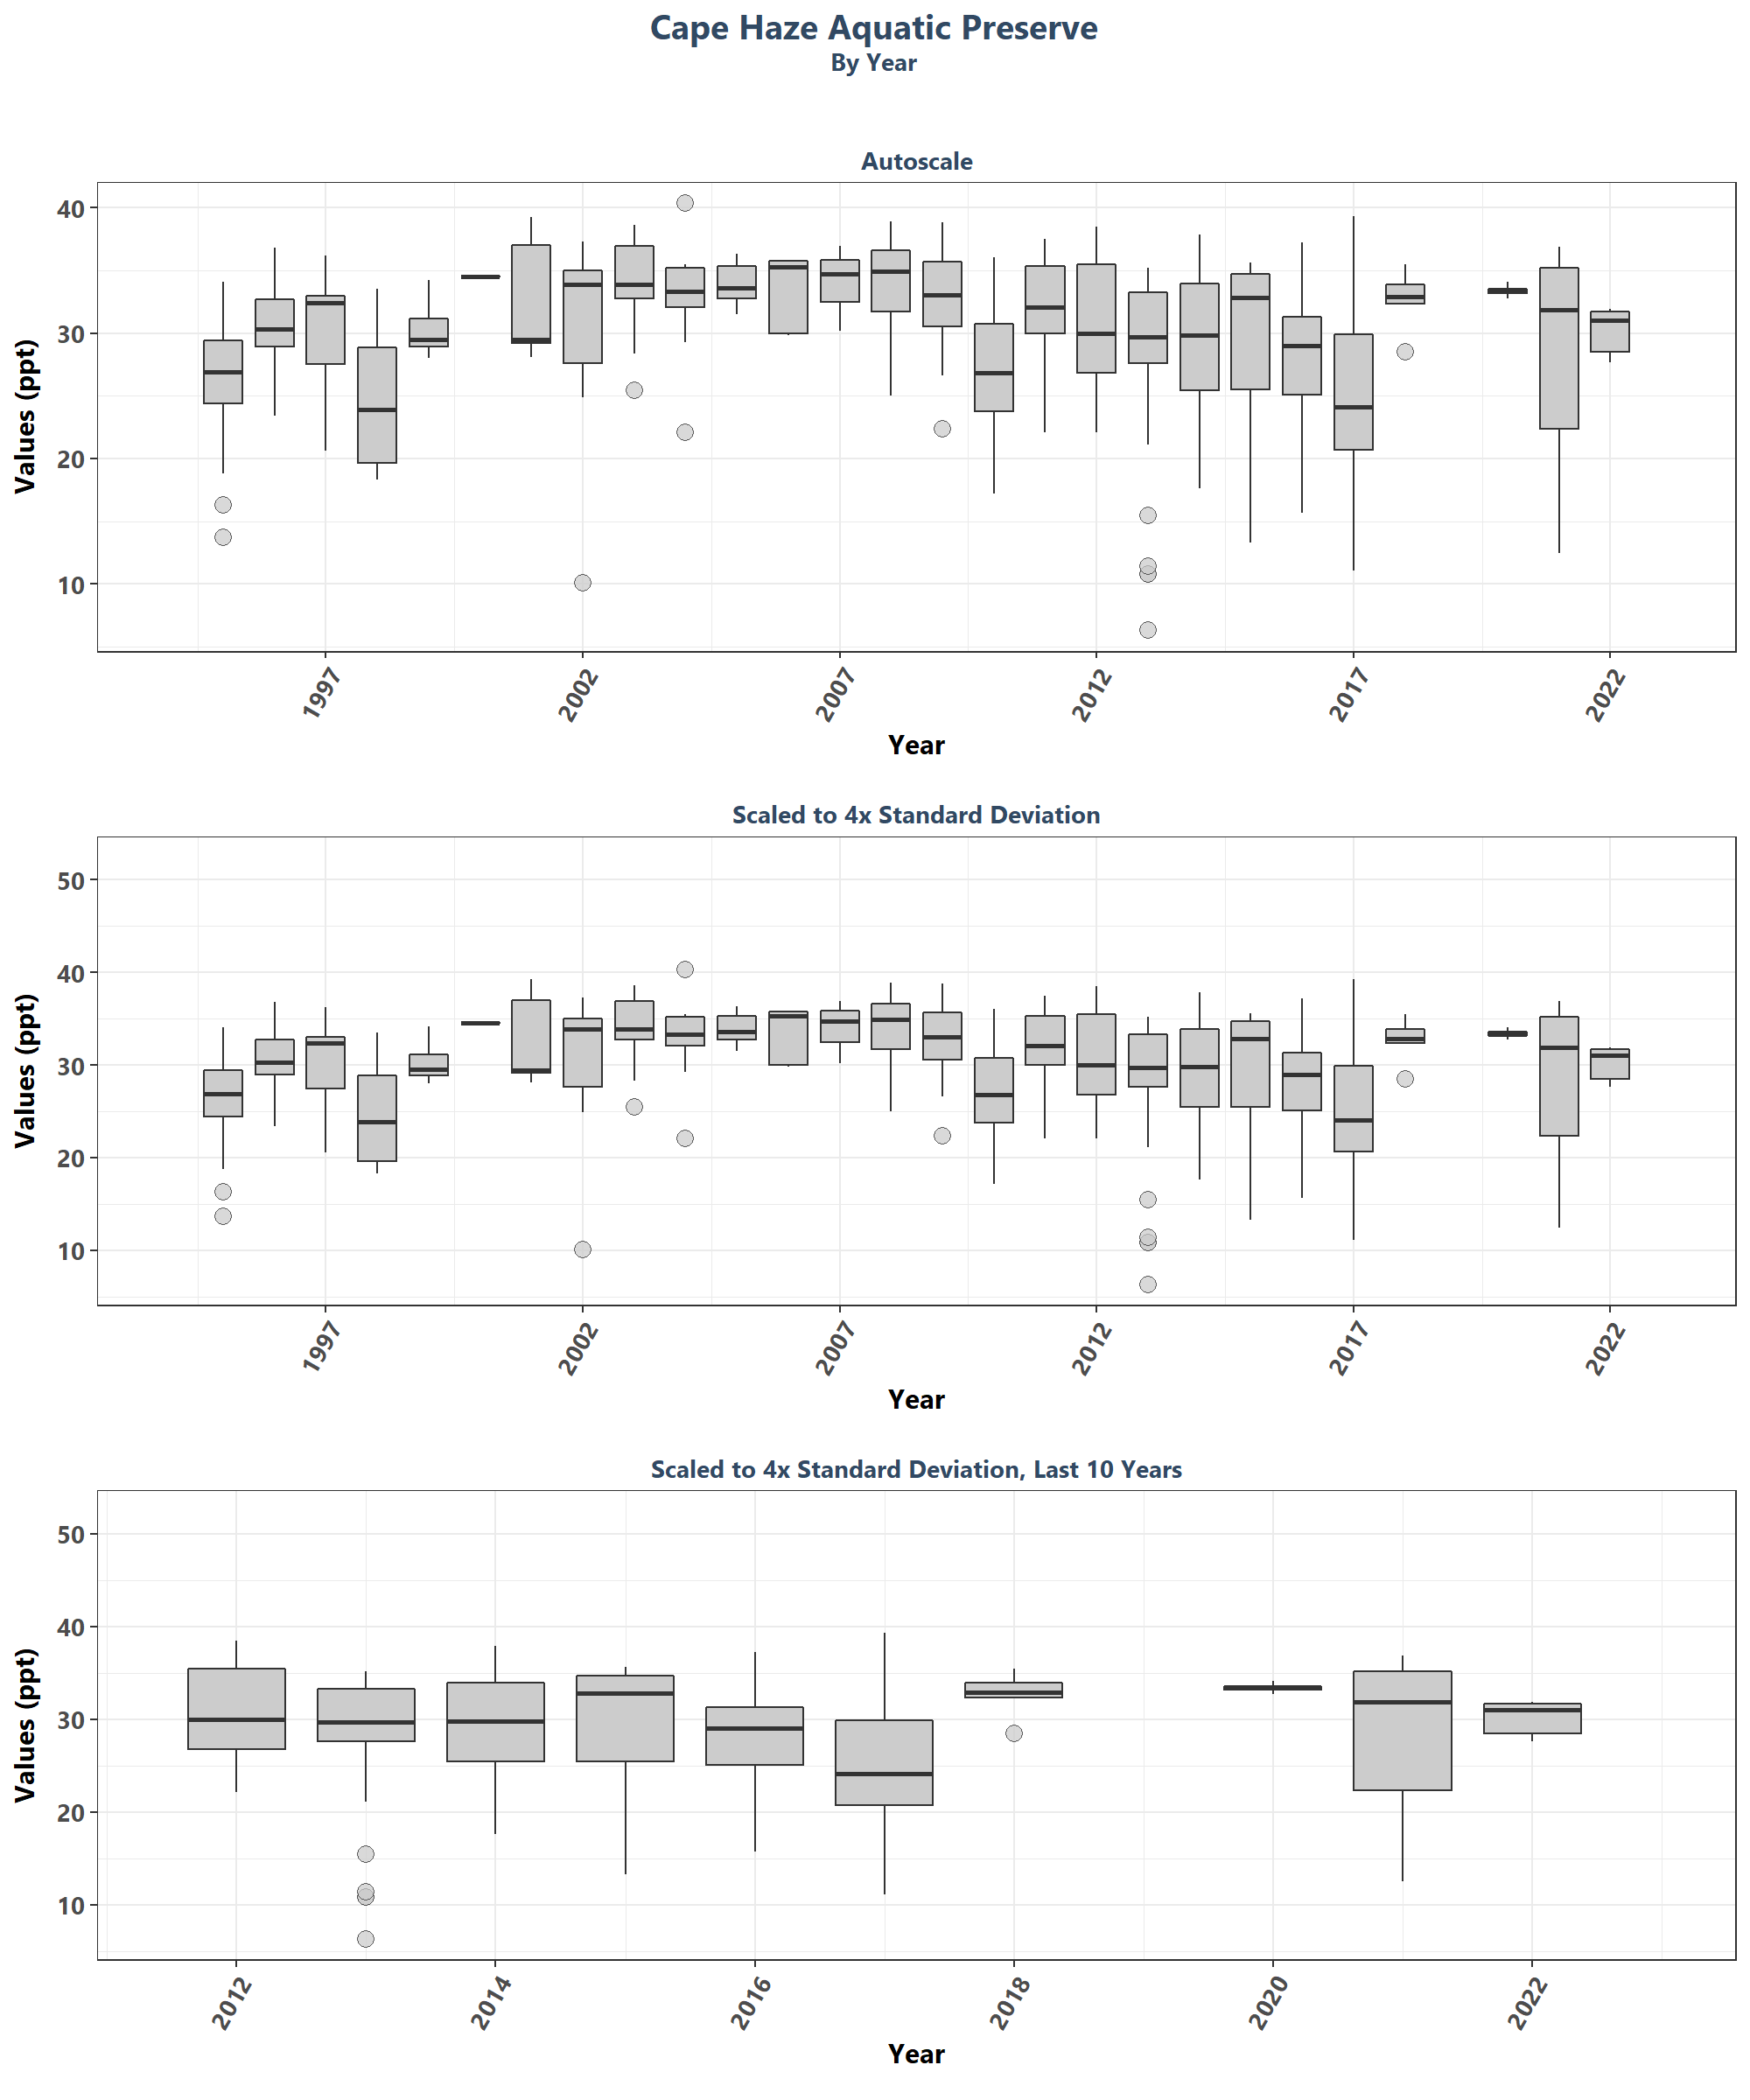 Cape Haze Aquatic Preserve
By Year
Autoscale
40
30
20
10
Values (ppt)
1997
2002
2007
2012
2017
2022
Year
Scaled to 4x Standard Deviation
50
40
30
20
10
Values (ppt)
1997
2002
2007
2012
2017
2022
Year
Scaled to 4x Standard Deviation, Last 10 Years
50
40
30
20
10
Values (ppt)
2012
2014
2016
2018
2020
2022
Year